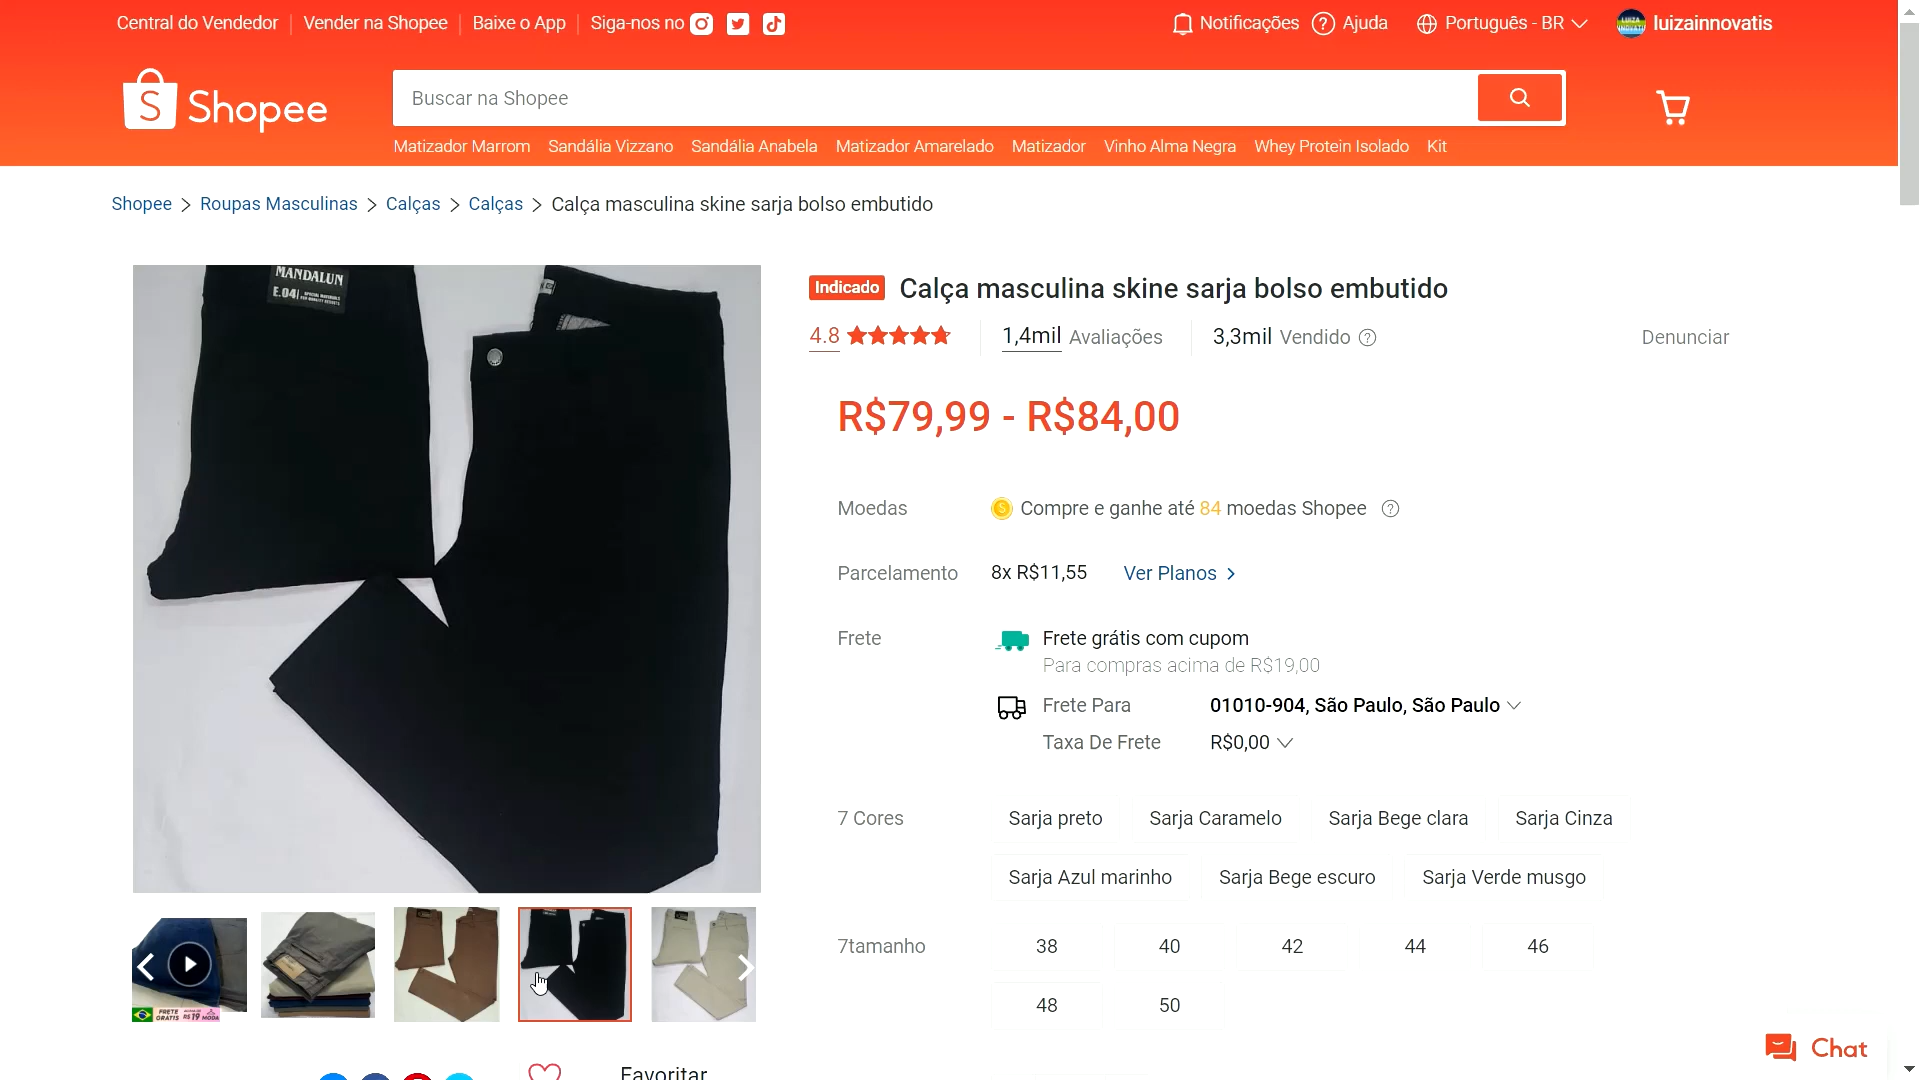 Central do Vendedor
Vender na Shopee
Baixe o App
Siga-nos no
Notificações
Ajuda
Português - BR
luizainnovatis
Shopee
Buscar na Shopee
Matizador Marrom
Sandália Vizzano
Sandália Anabela
Matizador Amarelado
Matizador
Vinho Alma Negra
Whey Protein Isolado
Kit
Shopee > Roupas Masculinas > Calças > Calças > Calça masculina skine sarja bolso embutido
MANDALUN
E.04
Indicado Calça masculina skine sarja bolso embutido
4.8
1,4mil Avaliações
3,3mil Vendido
Denunciar
R$79,99 - R$84,00
Moedas
Compre e ganhe até 84 moedas Shopee
Parcelamento
8x R$11,55
Ver Planos >
Frete
Frete grátis com cupom
Para compras acima de R$19,00
Frete Para
01010-904, São Paulo, São Paulo
Taxa De Frete
R$0,00
7 Cores
Sarja preto
Sarja Caramelo
Sarja Bege clara
Sarja Cinza
Sarja Azul marinho
Sarja Bege escuro
Sarja Verde musgo
7tamanho
38
40
42
44
46
48
50
FRETE
GRÁTIS
R$ 19
MODA
Favoritar
Chat